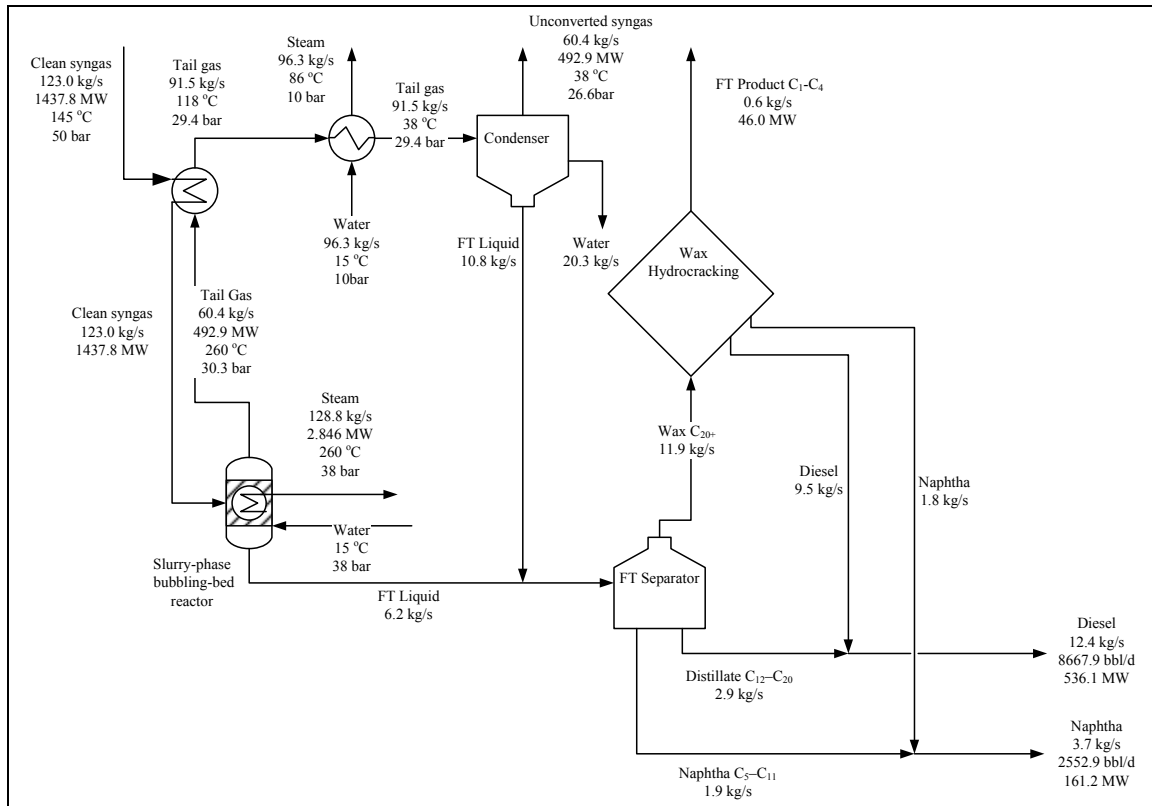 Clean syngas
123.0 kg/s
1437.8 MW
145 °C
50 bar
Tail gas
91.5 kg/s
118 °C
29.4 bar
Steam
96.3 kg/s
86 °C
10 bar
Tail gas
91.5 kg/s
38 °C
29.4 bar
Unconverted syngas
60.4 kg/s
492.9 MW
38 °C
26.6bar
Condenser
FT Product C₁-C₄
0.6 kg/s
46.0 MW
Water
96.3 kg/s
15 °C
10bar
FT Liquid
10.8 kg/s
Water
20.3 kg/s
Wax
Hydrocracking
Clean syngas
123.0 kg/s
1437.8 MW
Tail Gas
60.4 kg/s
492.9 MW
260 °C
30.3 bar
Steam
128.8 kg/s
2.846 MW
260 °C
38 bar
Water
15 °C
38 bar
Slurry-phase
bubbling-bed
reactor
FT Liquid
6.2 kg/s
Wax C₂₀₊
11.9 kg/s
Diesel
9.5 kg/s
Naphtha
1.8 kg/s
FT Separator
Distillate C₁₂–C₂₀
2.9 kg/s
Naphtha C₅–C₁₁
1.9 kg/s
Diesel
12.4 kg/s
8667.9 bbl/d
536.1 MW
Naphtha
3.7 kg/s
2552.9 bbl/d
161.2 MW